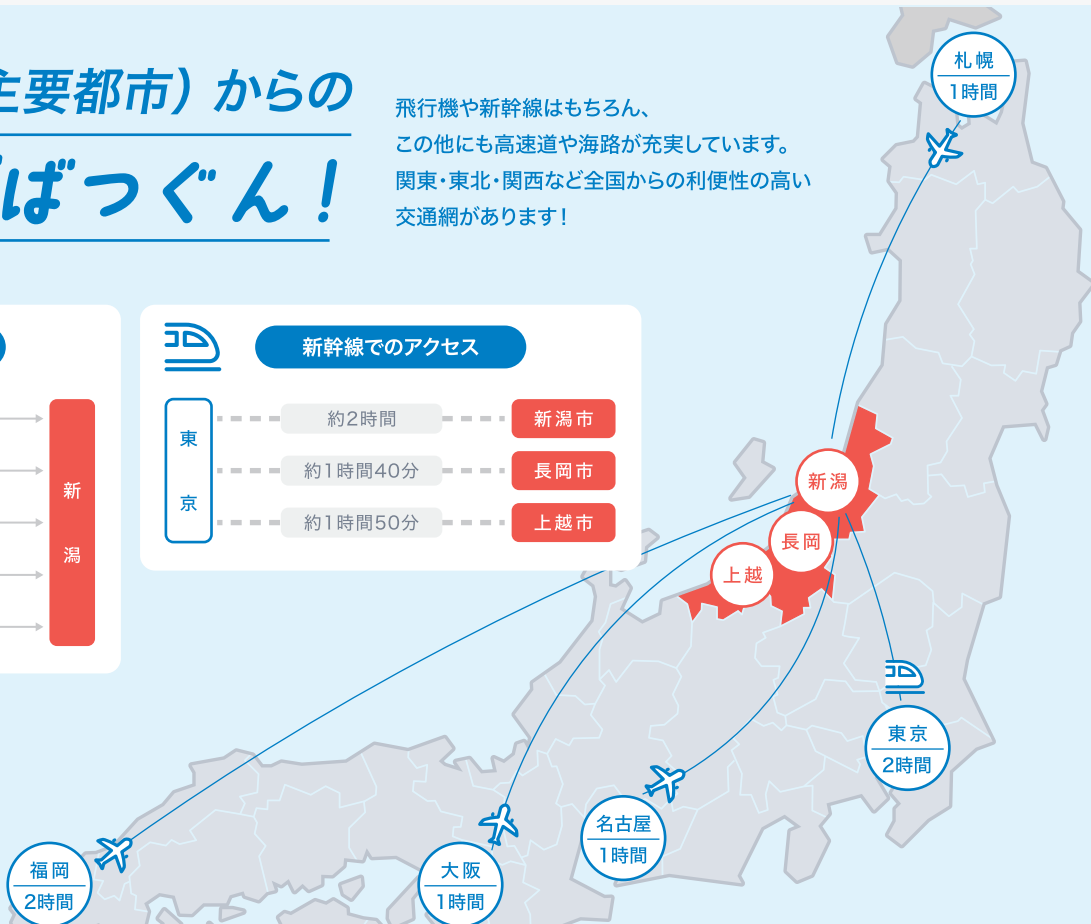 主要都市）からの
ばつぐん！
飛行機や新幹線はもちろん、
この他にも高速道や海路が充実しています。
関東・東北・関西など全国からの利便性の高い
交通網があります！
札幌
1時間
新幹線でのアクセス
東京
約2時間
新潟市
約1時間40分
長岡市
約1時間50分
上越市
新潟
新潟
長岡
上越
東京
2時間
名古屋
1時間
大阪
1時間
福岡
2時間